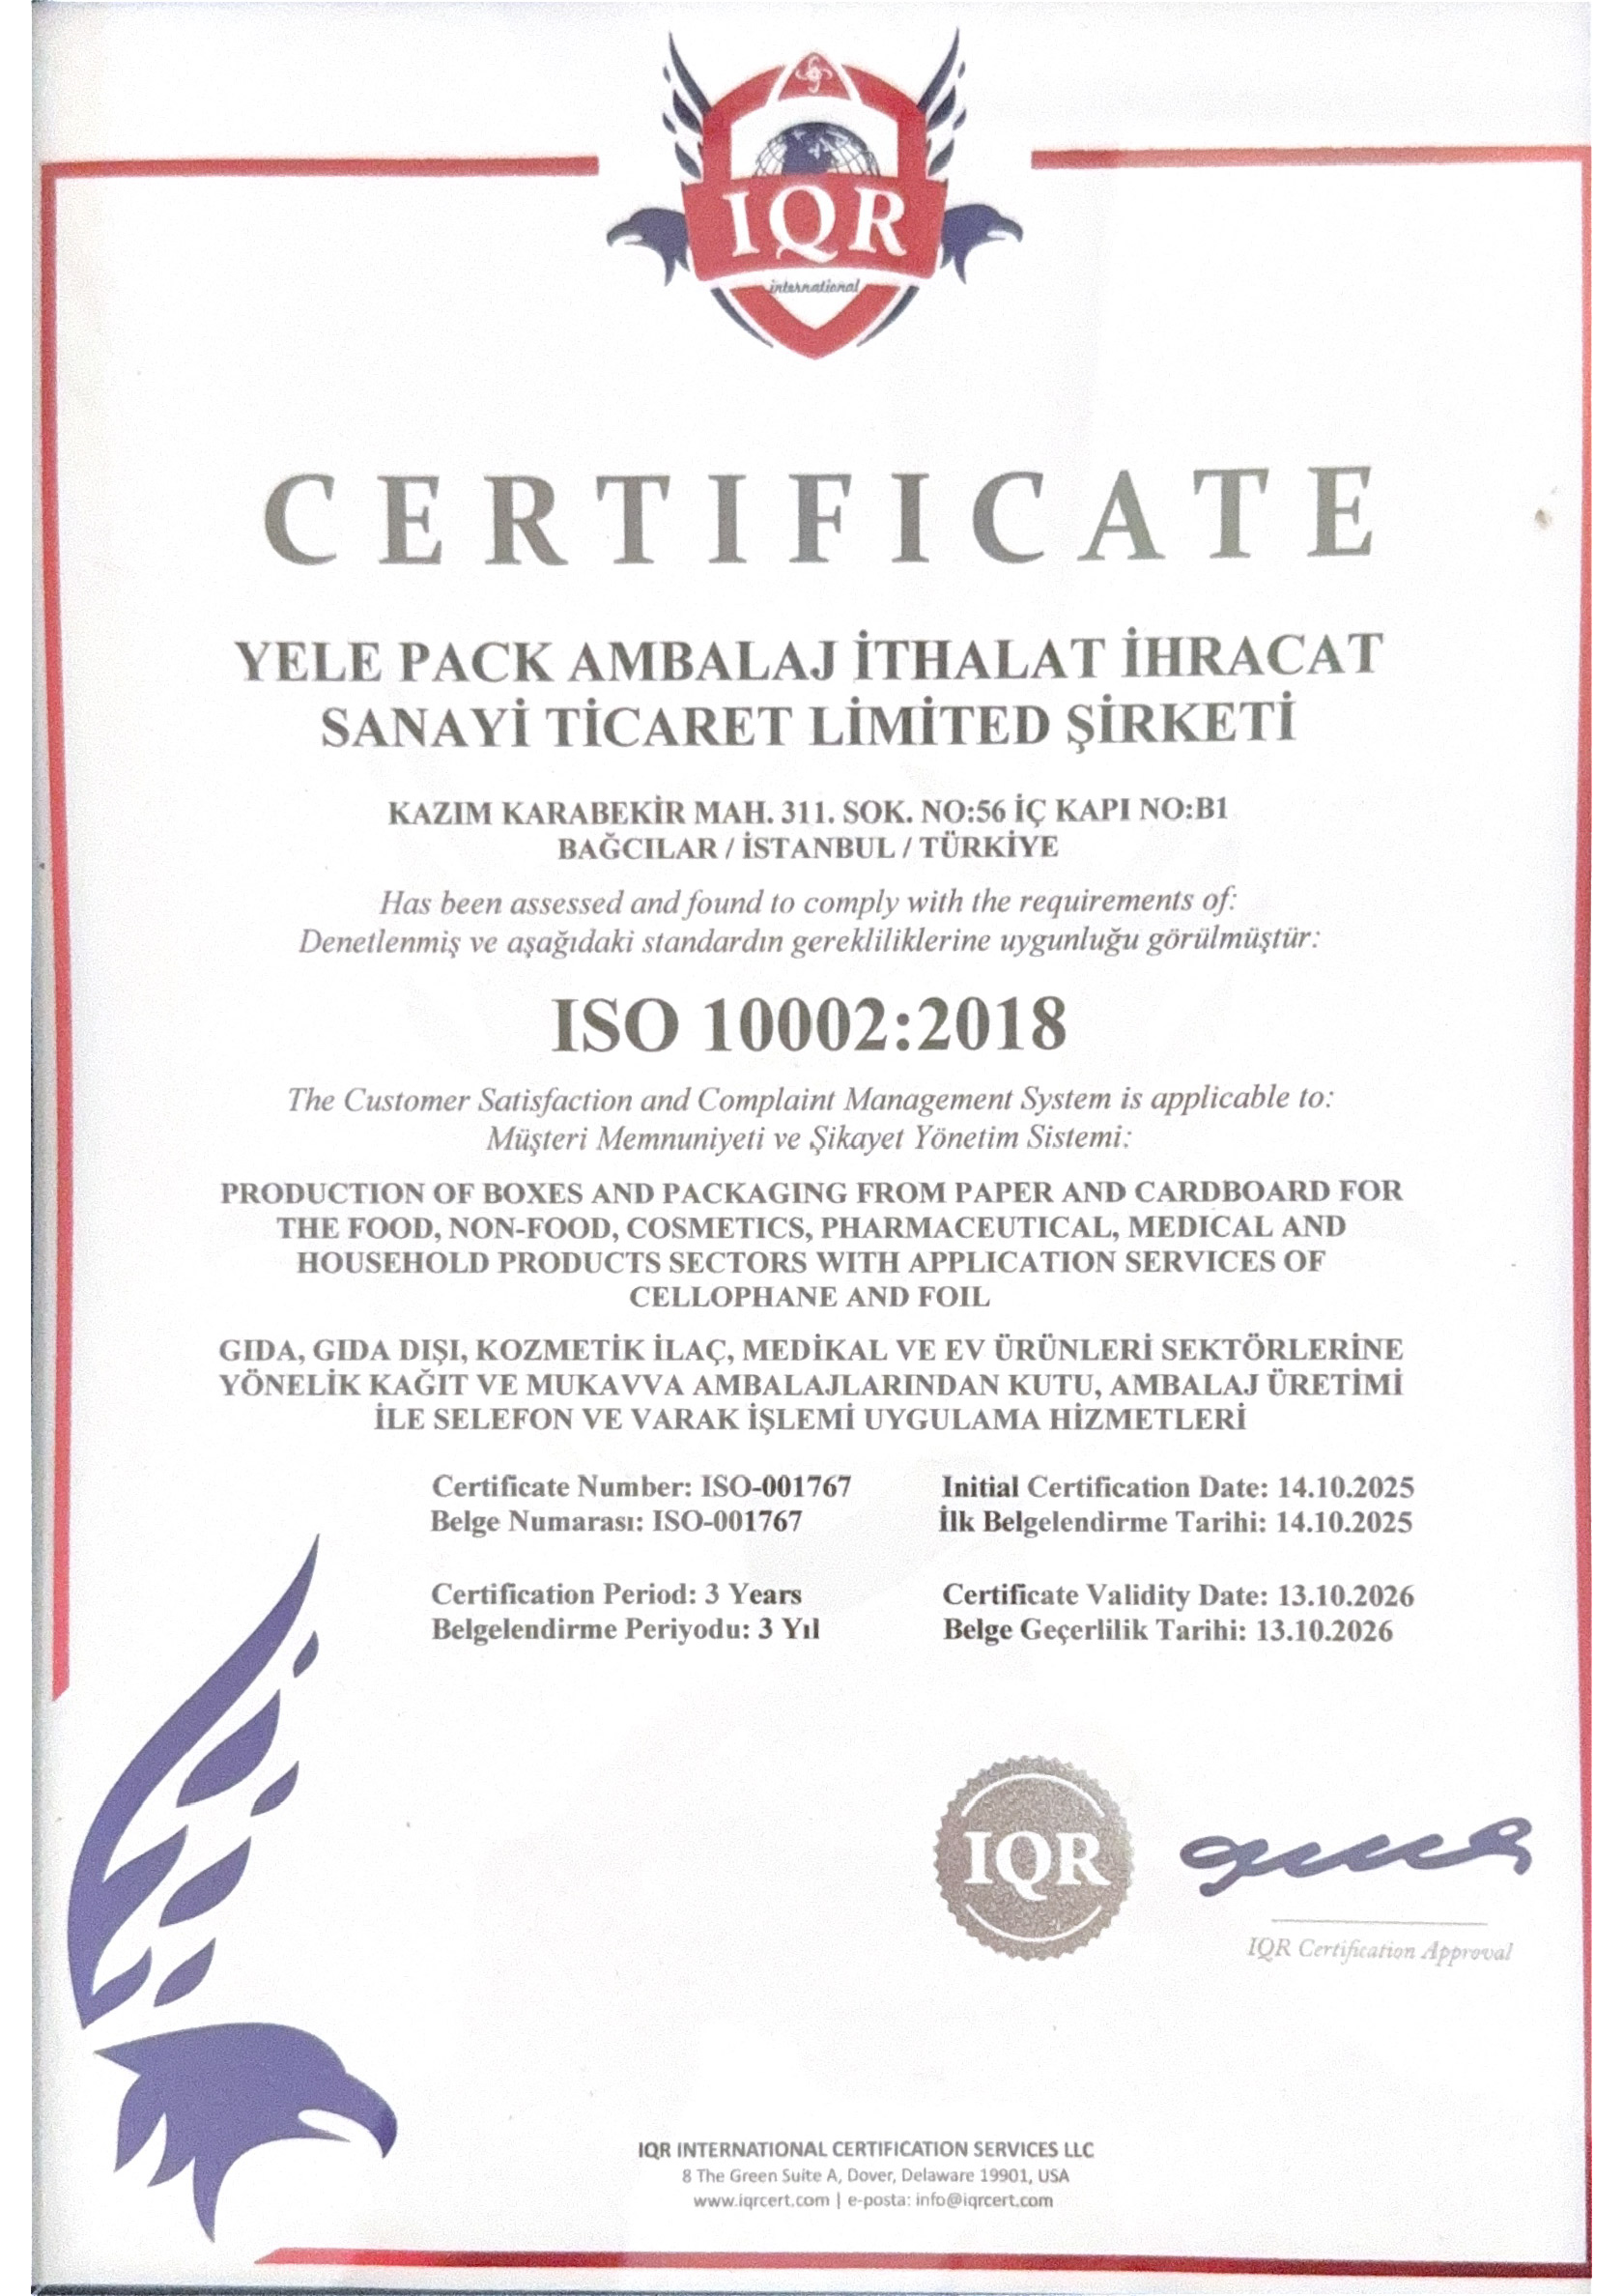 IQR
international
CERTIFICATE
YELE PACK AMBALAJ İTHALAT İHRACAT
SANAYİ TİCARET LİMİTED ŞİRKETİ
KAZIM KARABEKİR MAH. 311. SOK. NO:56 İÇ KAPI NO:B1
BAĞCILAR / İSTANBUL / TÜRKİYE
Has been assessed and found to comply with the requirements of:
Denetlenmiş ve aşağıdaki standardın gerekliliklerine uygunluğu görülmüştür:
ISO 10002:2018
The Customer Satisfaction and Complaint Management System is applicable to:
Müşteri Memnuniyeti ve Şikayet Yönetim Sistemi:
PRODUCTION OF BOXES AND PACKAGING FROM PAPER AND CARDBOARD FOR
THE FOOD, NON-FOOD, COSMETICS, PHARMACEUTICAL, MEDICAL AND
HOUSEHOLD PRODUCTS SECTORS WITH APPLICATION SERVICES OF
CELLOPHANE AND FOIL
GIDA, GIDA DIŞI, KOZMETİK İLAÇ, MEDİKAL VE EV ÜRÜNLERİ SEKTÖRLERİNE
YÖNELİK KAĞIT VE MUKAVVA AMBALAJLARINDAN KUTU, AMBALAJ ÜRETİMİ
İLE SELEFON VE VARAK İŞLEMİ UYGULAMA HİZMETLERİ
Certificate Number: ISO-001767
Belge Numarası: ISO-001767
Initial Certification Date: 14.10.2025
İlk Belgelendirme Tarihi: 14.10.2025
Certification Period: 3 Years
Belgelendirme Periyodu: 3 Yıl
Certificate Validity Date: 13.10.2026
Belge Geçerlilik Tarihi: 13.10.2026
IQR
IQR Certification Approval
IQR INTERNATIONAL CERTIFICATION SERVICES LLC
8 The Green Suite A, Dover, Delaware 19901, USA
www.iqrcert.com | e-posta: info@iqrcert.com